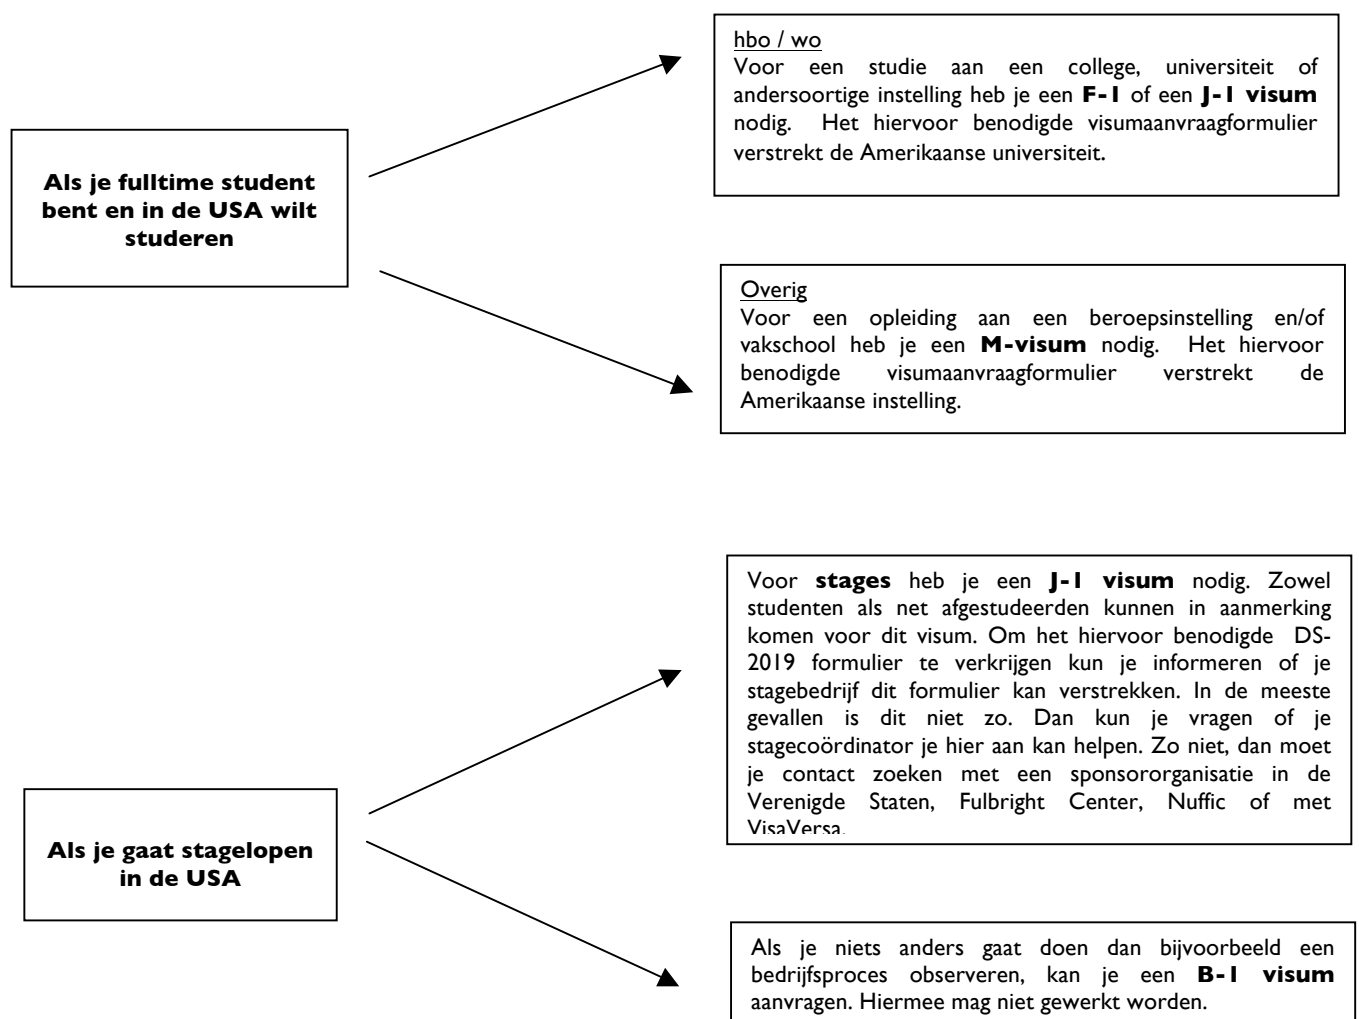 hbo / wo
Voor een studie aan een college, universiteit of
andersoortige instelling heb je een F-1 of een J-1 visum
nodig. Het hiervoor benodigde visumaanvraagformulier
verstrekt de Amerikaanse universiteit.
Als je fulltime student
bent en in de USA wilt
studeren
Overig
Voor een opleiding aan een beroepsinstelling en/of
vakschool heb je een M-visum nodig. Het hiervoor
benodigde visumaanvraagformulier verstrekt de
Amerikaanse instelling.
Voor stages heb je een J-1 visum nodig. Zowel
studenten als net afgestudeerden kunnen in aanmerking
komen voor dit visum. Om het hiervoor benodigde DS-
2019 formulier te verkrijgen kun je informeren of je
stagebedrijf dit formulier kan verstrekken. In de meeste
gevallen is dit niet zo. Dan kun je vragen of je
stagecoördinator je hier aan kan helpen. Zo niet, dan moet
je contact zoeken met een sponsororganisatie in de
Verenigde Staten, Fulbright Center, Nuffic of met
VisaVersa.
Als je gaat stagelopen
in de USA
Als je niets anders gaat doen dan bijvoorbeeld een
bedrijfsproces observeren, kan je een B-1 visum
aanvragen. Hiermee mag niet gewerkt worden.